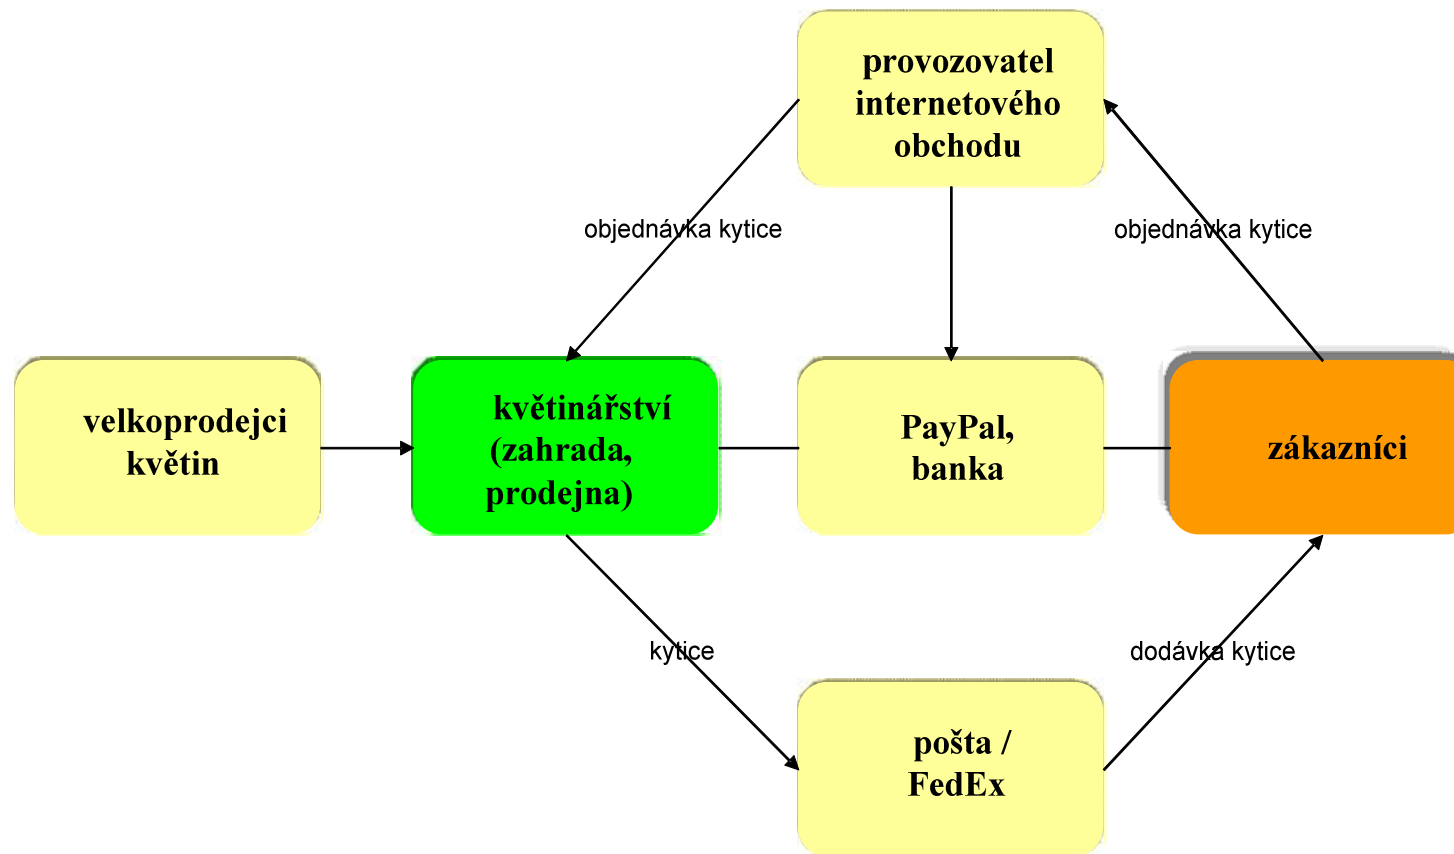 provozovatel
internetového
obchodu
objednávka kytice
objednávka kytice
velkoprodejci
květin
květinářství
(zahrada,
prodejna)
PayPal,
banka
zákazníci
kytice
dodávka kytice
pošta /
FedEx